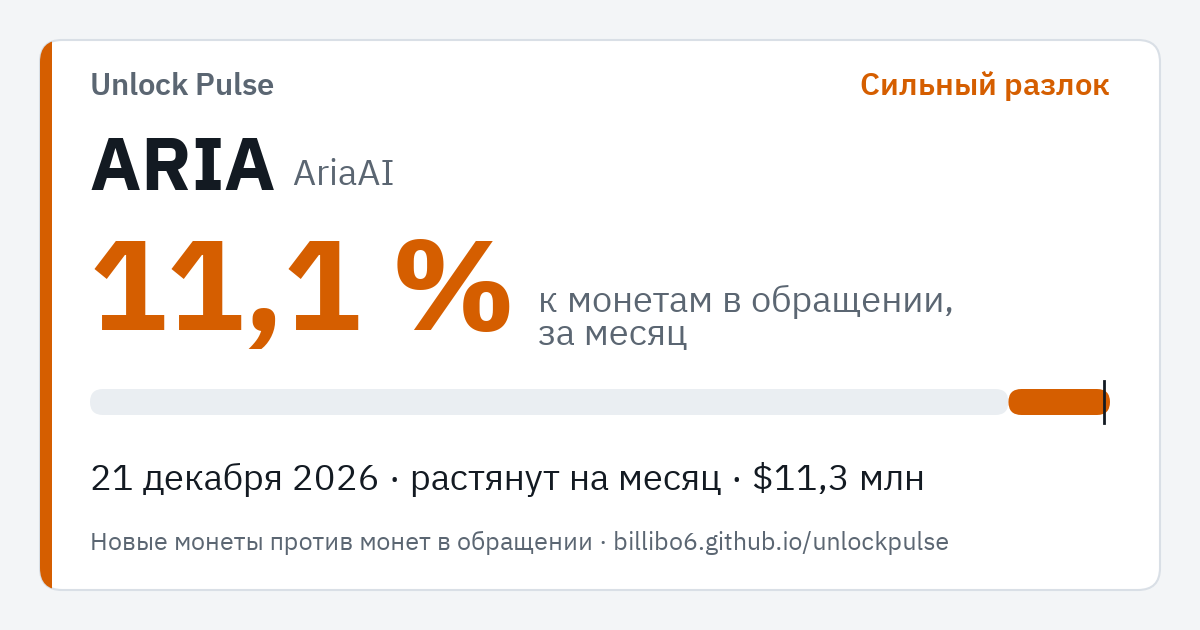 Unlock Pulse
Сильный разлок
ARIA AriaAI
11,1 % к монетам в обращении,
за месяц
21 декабря 2026 · растянут на месяц · $11,3 млн
Новые монеты против монет в обращении · billibo6.github.io/unlockpulse